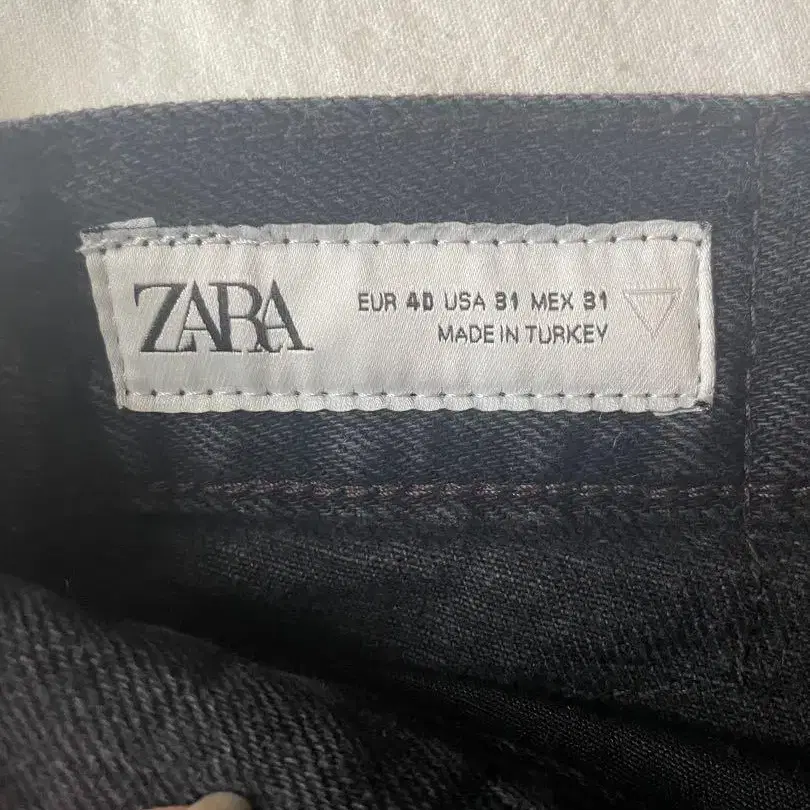 ZARA
EUR 40 USA 31 MEX 31
MADE IN TURKEY